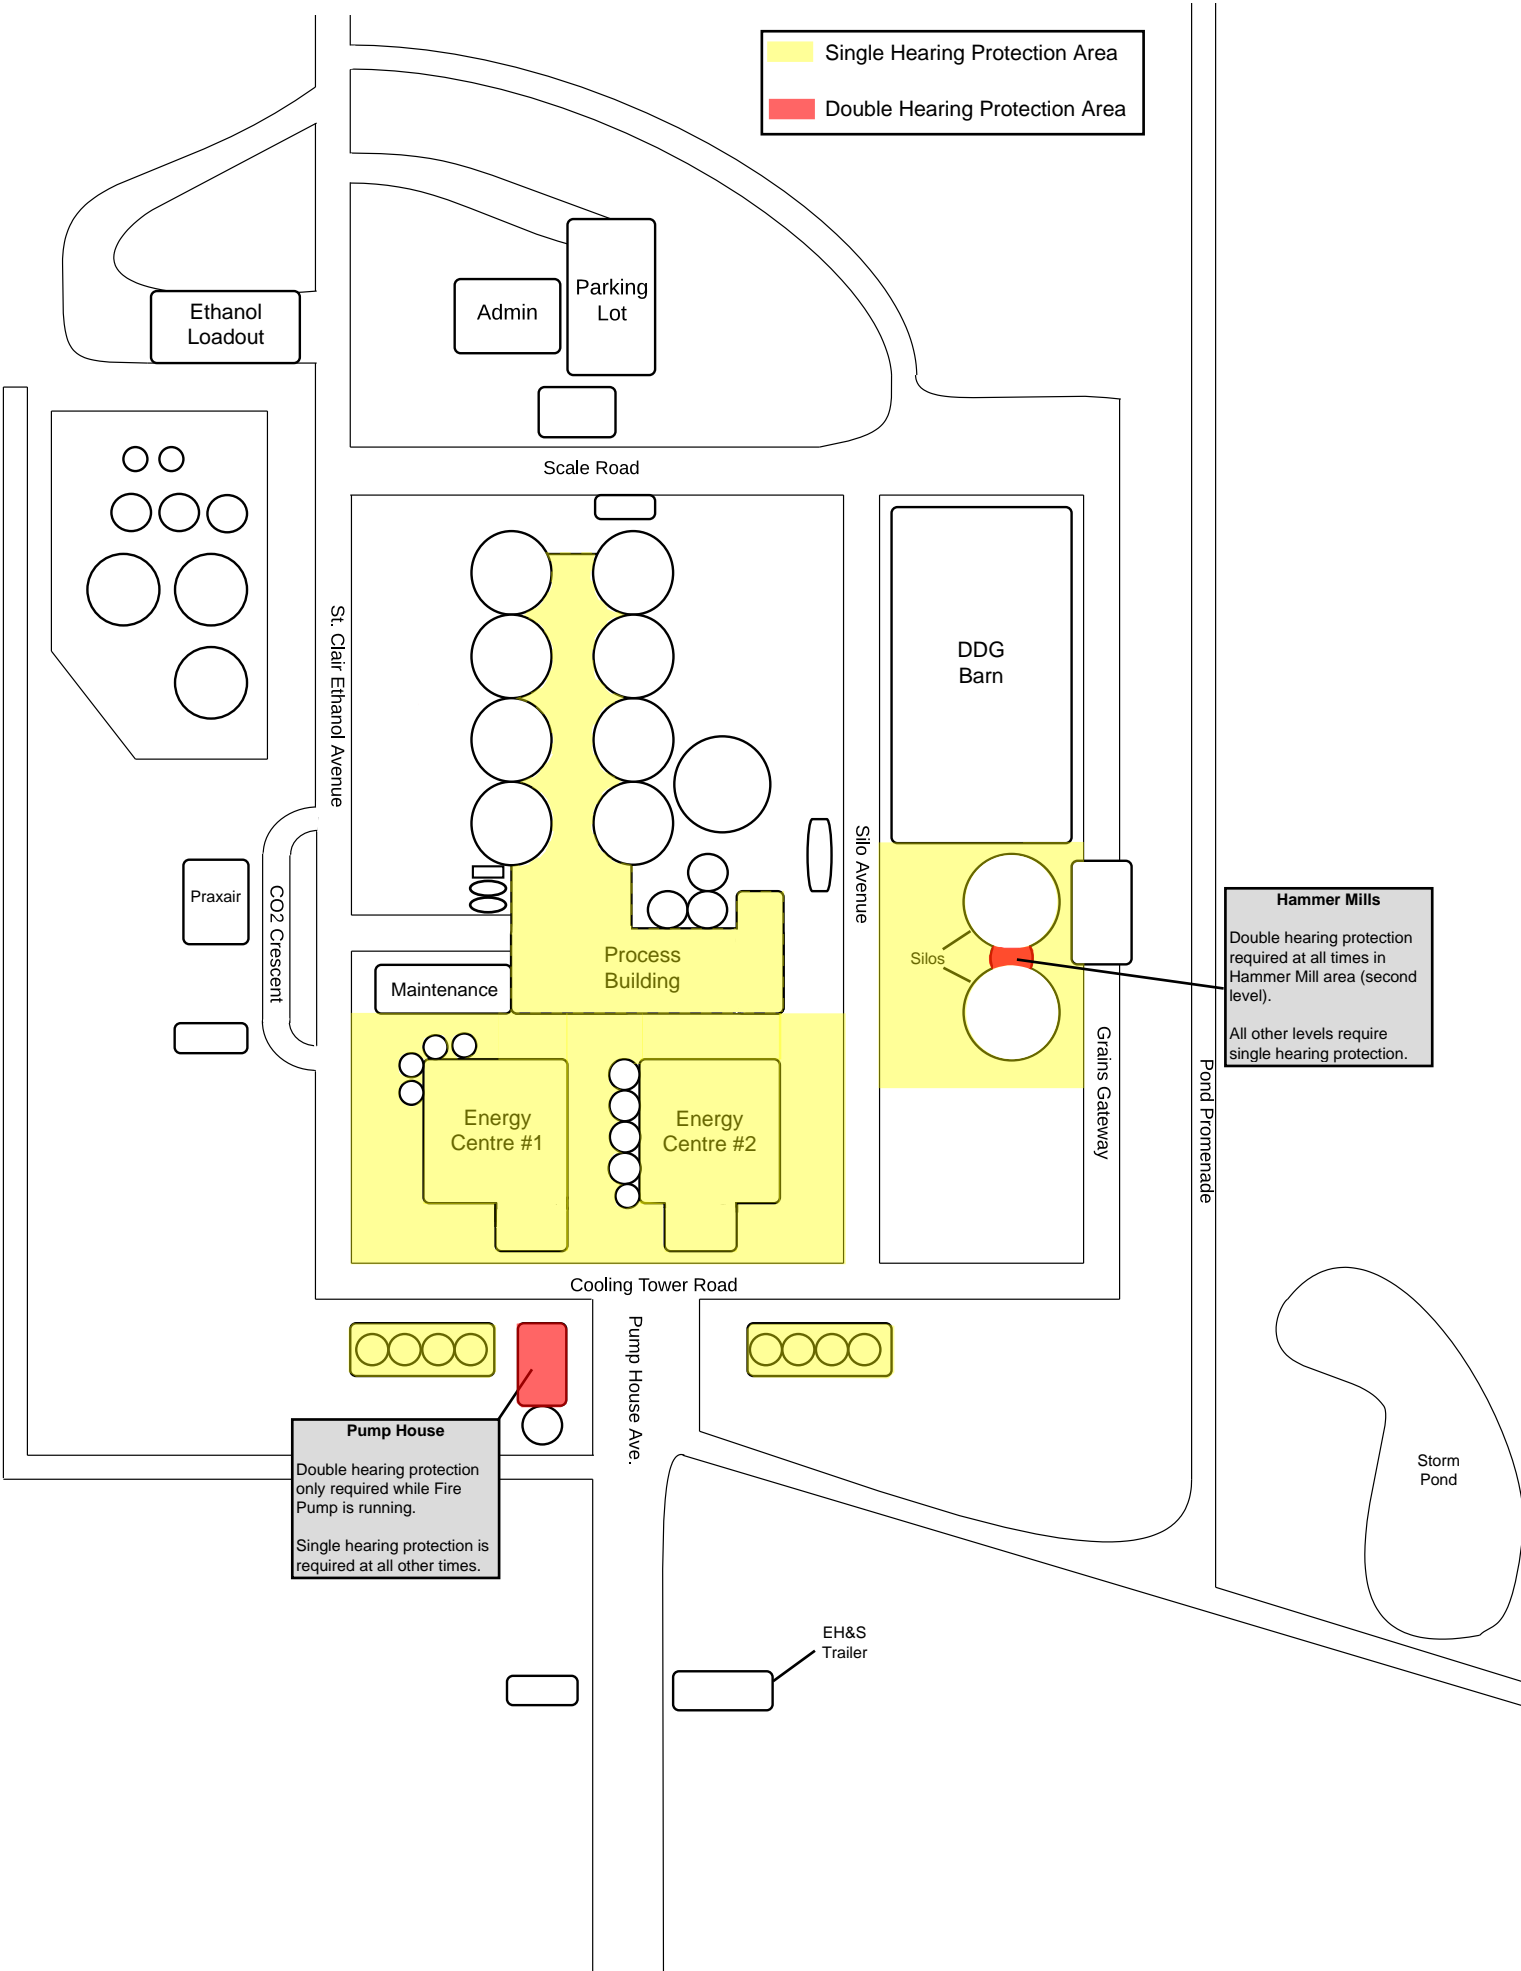 Single Hearing Protection Area
Double Hearing Protection Area
Parking
Lot
Admin
Ethanol
Loadout
Scale Road
St. Clair Ethanol Avenue
DDG
Barn
Silo Avenue
Praxair
CO2 Crescent
Process
Building
Maintenance
Silos
Hammer Mills
Double hearing protection
required at all times in
Hammer Mill area (second
level).
All other levels require
single hearing protection.
Grains Gateway
Pond Promenade
Energy
Centre #1
Energy
Centre #2
Cooling Tower Road
Pump House Ave.
Pump House
Double hearing protection
only required while Fire
Pump is running.
Single hearing protection is
required at all other times.
Storm
Pond
EH&S
Trailer